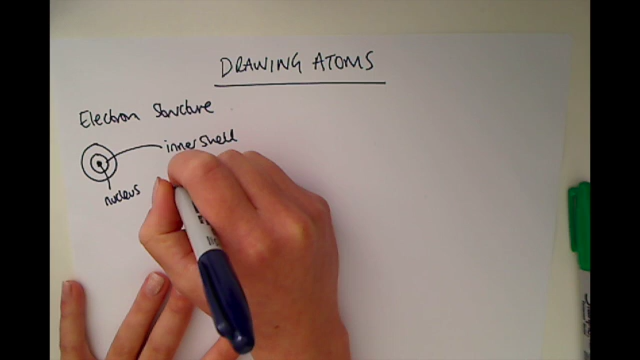 DRAWING ATOMS
Electron Structure
inner shell
nucleus